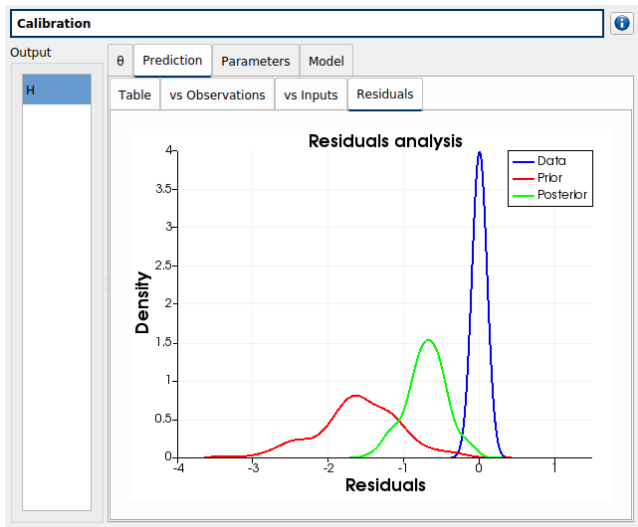 Calibration
Output
H
θ Prediction Parameters Model
Table vs Observations vs Inputs Residuals
Residuals analysis
Data
Prior
Posterior
4
3.5
3
2.5
2
1.5
1
0.5
0
Density
-4 -3 -2 -1 0 1
Residuals